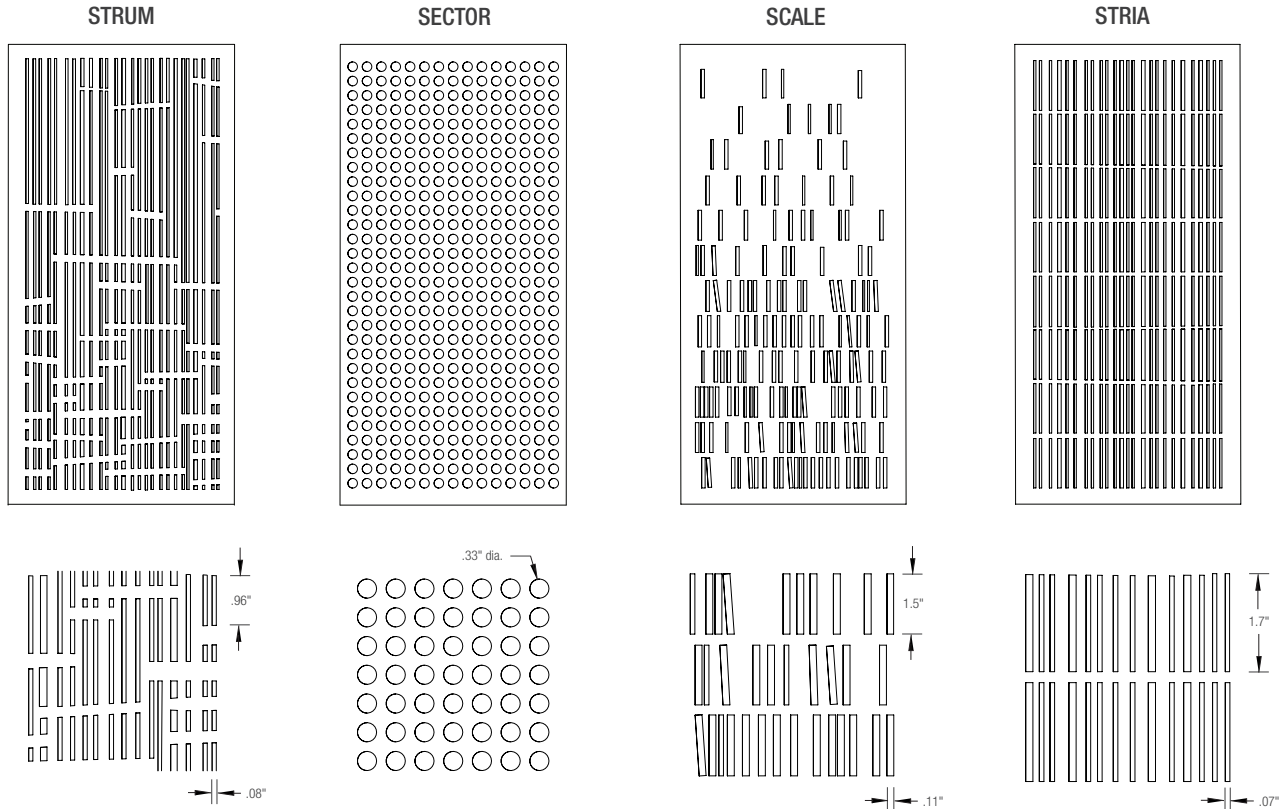 STRUM
SECTOR
SCALE
STRIA
.96"
.08"
.33" dia.
1.5"
.11"
1.7"
.07"